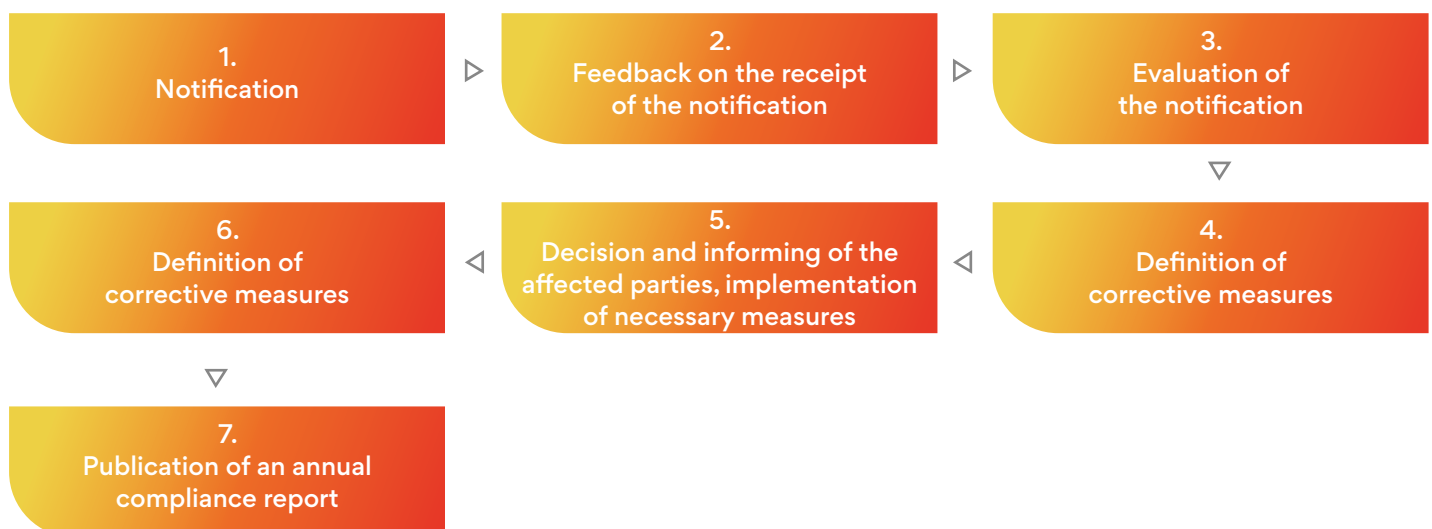 1.
Notification
2.
Feedback on the receipt
of the notification
3.
Evaluation of
the notification
4.
Definition of
corrective measures
5.
Decision and informing of the
affected parties, implementation
of necessary measures
6.
Definition of
corrective measures
7.
Publication of an annual
compliance report